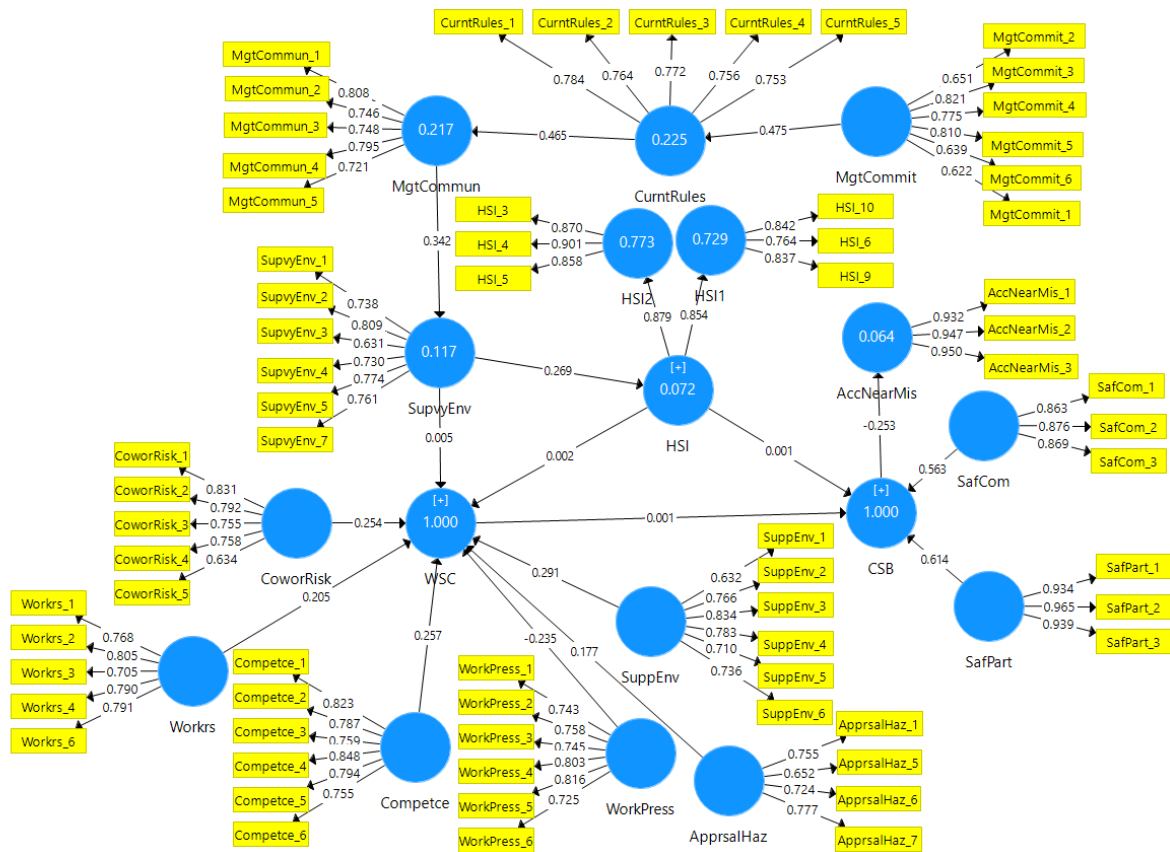 CurntRules_1
CurntRules_2
CurntRules_3
CurntRules_4
CurntRules_5
0.784
0.764
0.772
0.756
0.753
0.225
CurntRules
MgtCommun_1
MgtCommun_2
MgtCommun_3
MgtCommun_4
MgtCommun_5
0.808
0.746
0.748
0.795
0.721
0.217
MgtCommun
0.465
0.475
MgtCommit_2
MgtCommit_3
MgtCommit_4
MgtCommit_5
MgtCommit_6
MgtCommit_1
0.651
0.821
0.775
0.810
0.639
0.622
MgtCommit
0.342
HSI_3
HSI_4
HSI_5
0.870
0.901
0.858
0.773
HSI2
0.729
HSI1
0.842
0.764
0.837
HSI_10
HSI_6
HSI_9
0.879
0.854
SupvyEnv_1
SupvyEnv_2
SupvyEnv_3
SupvyEnv_4
SupvyEnv_5
SupvyEnv_7
0.738
0.809
0.631
0.730
0.774
0.761
0.117
SupvyEnv
0.269
[+]
0.072
HSI
0.064
AccNearMis
0.932
0.947
0.950
AccNearMis_1
AccNearMis_2
AccNearMis_3
-0.253
0.005
0.002
0.001
SafCom_1
SafCom_2
SafCom_3
0.863
0.876
0.869
SafCom
0.563
CoworRisk_1
CoworRisk_2
CoworRisk_3
CoworRisk_4
CoworRisk_5
0.831
0.792
0.755
0.758
0.634
CoworRisk
0.254
[+]
1.000
WSC
0.001
[+]
1.000
CSB
0.614
SafPart_1
SafPart_2
SafPart_3
0.934
0.965
0.939
SafPart
Workrs_1
Workrs_2
Workrs_3
Workrs_4
Workrs_6
0.768
0.805
0.705
0.790
0.791
Workrs
0.205
Competce_1
Competce_2
Competce_3
Competce_4
Competce_5
Competce_6
0.823
0.787
0.759
0.848
0.794
0.755
Competce
0.257
WorkPress_1
WorkPress_2
WorkPress_3
WorkPress_4
WorkPress_5
WorkPress_6
0.743
0.758
0.745
0.803
0.816
0.725
WorkPress
-0.235
0.177
0.291
SuppEnv_1
SuppEnv_2
SuppEnv_3
SuppEnv_4
SuppEnv_5
SuppEnv_6
0.632
0.766
0.834
0.783
0.710
0.736
SuppEnv
ApprsalHaz_1
ApprsalHaz_5
ApprsalHaz_6
ApprsalHaz_7
0.755
0.652
0.724
0.777
ApprsalHaz